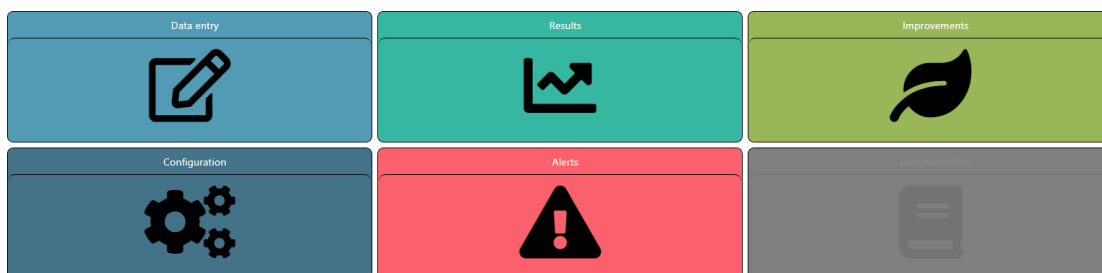 Data entry
Results
Improvements
Configuration
Alerts
Documentation